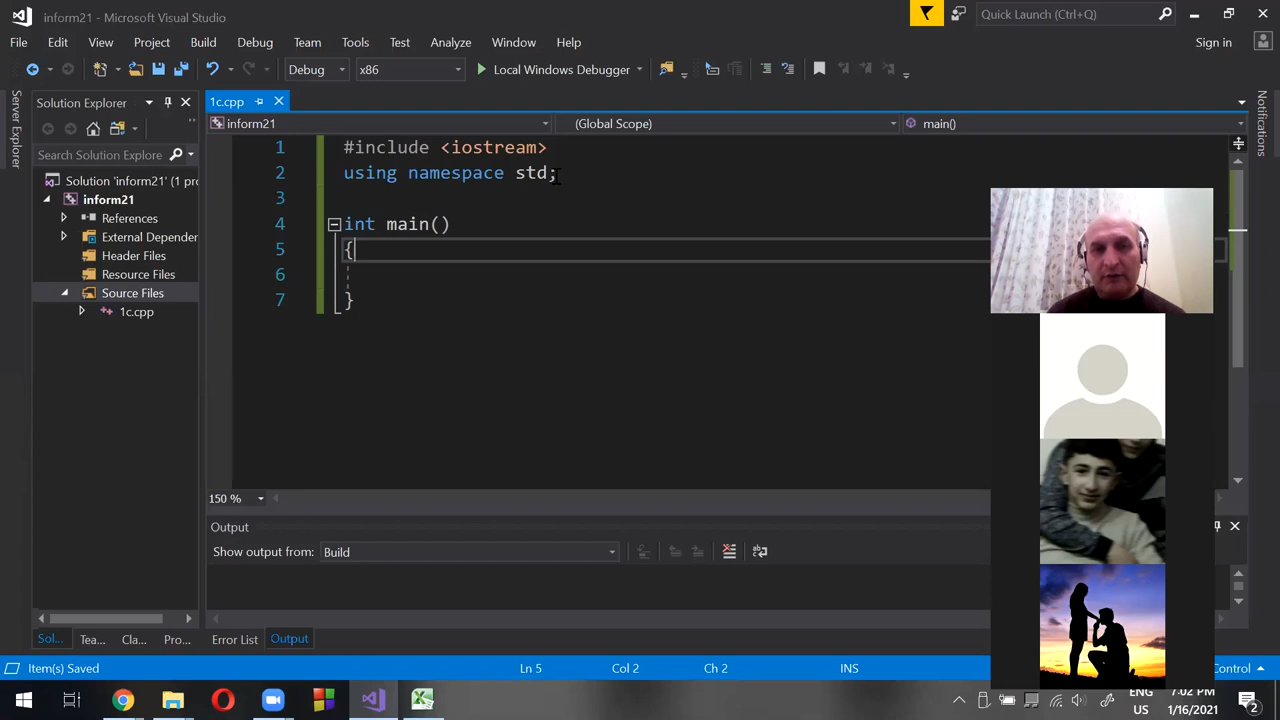 inform21 - Microsoft Visual Studio
Quick Launch (Ctrl+Q)
File Edit View Project Build Debug Team Tools Test Analyze Window Help
Sign in
Debug x86 Local Windows Debugger
Server Explorer
Solution Explorer
Search Solution Explore
Solution 'inform21' (1 pro
inform21
References
External Depender
Header Files
Resource Files
Source Files
1c.cpp
1c.cpp
inform21 (Global Scope) main()
1 #include <iostream>
2 using namespace std;
3
4 int main()
5 {
6
7 }
150 %
Notifications
Output
Show output from: Build
Sol... Tea... Cla... Pro...
Error List Output
Item(s) Saved Ln 5 Col 2 Ch 2 INS Control
ENG
US
7:02 PM
1/16/2021
2